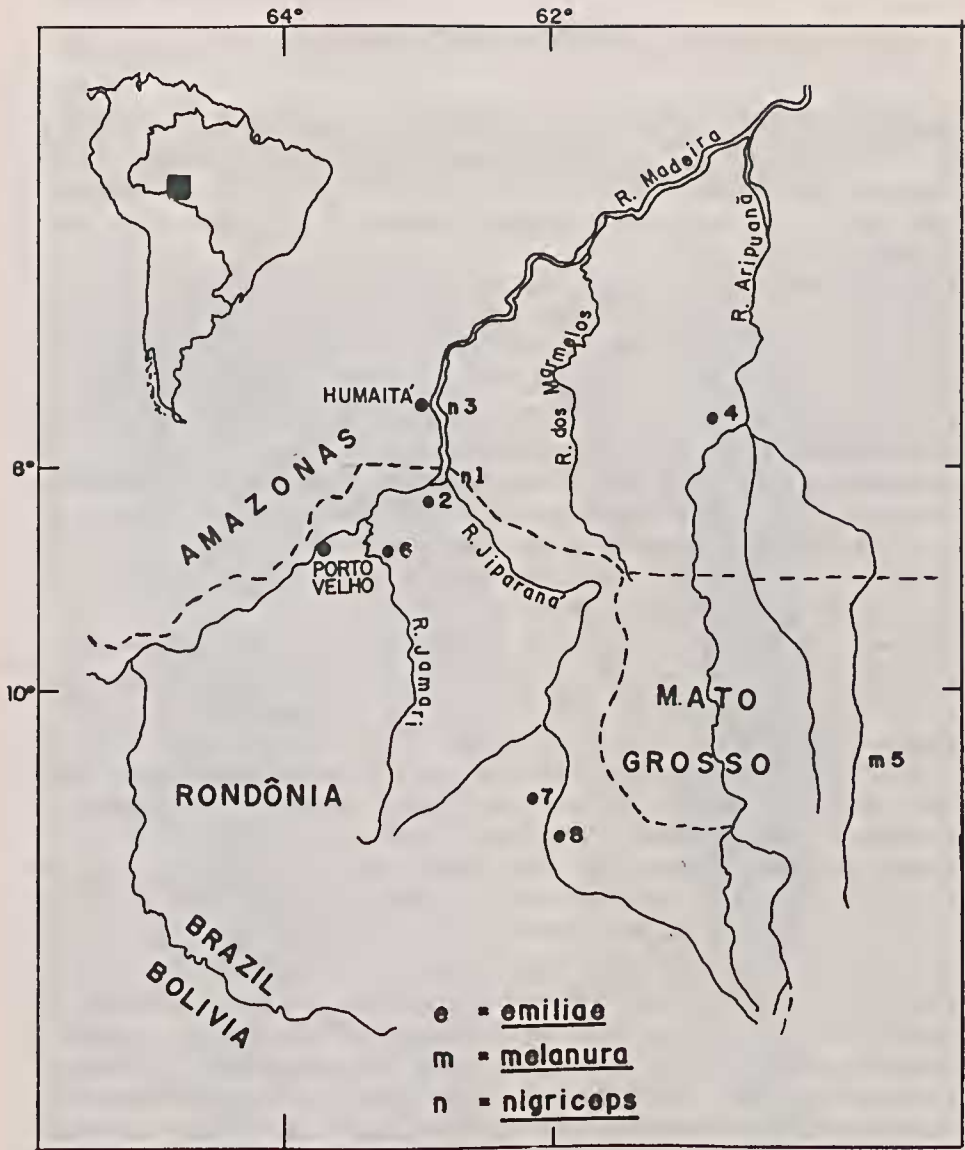 64° 62°
R. Madeira
R. Aripuanã
R. dos Marmelos
HUMAITÁ
n3
4
AMAZONAS
8°
n1
2
R. Jiparaná
6
PORTO
VELHO
R. Jamari
10°
MATO
GROSSO
m5
RONDÔNIA
7
8
BRAZIL
BOLIVIA
e = emiliae
m = melanura
n = nigriceps